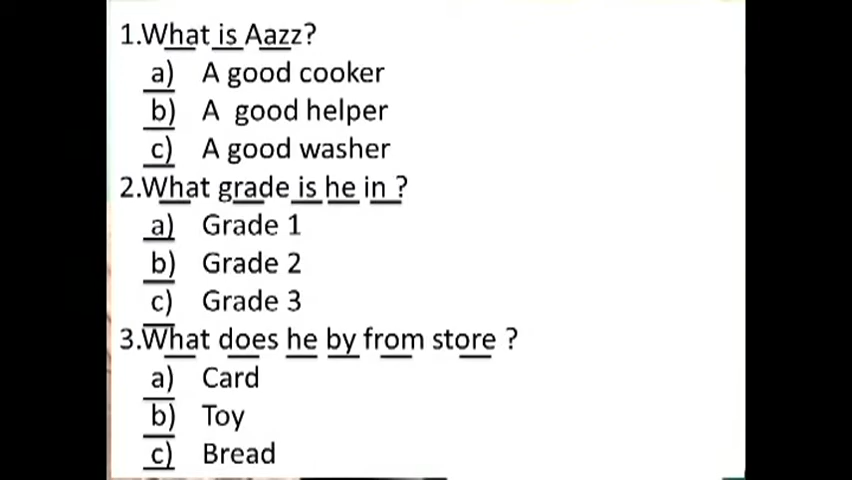 1.What is Aazz?
a) A good cooker
b) A good helper
c) A good washer
2.What grade is he in ?
a) Grade 1
b) Grade 2
c) Grade 3
3.What does he by from store ?
a) Card
b) Toy
c) Bread